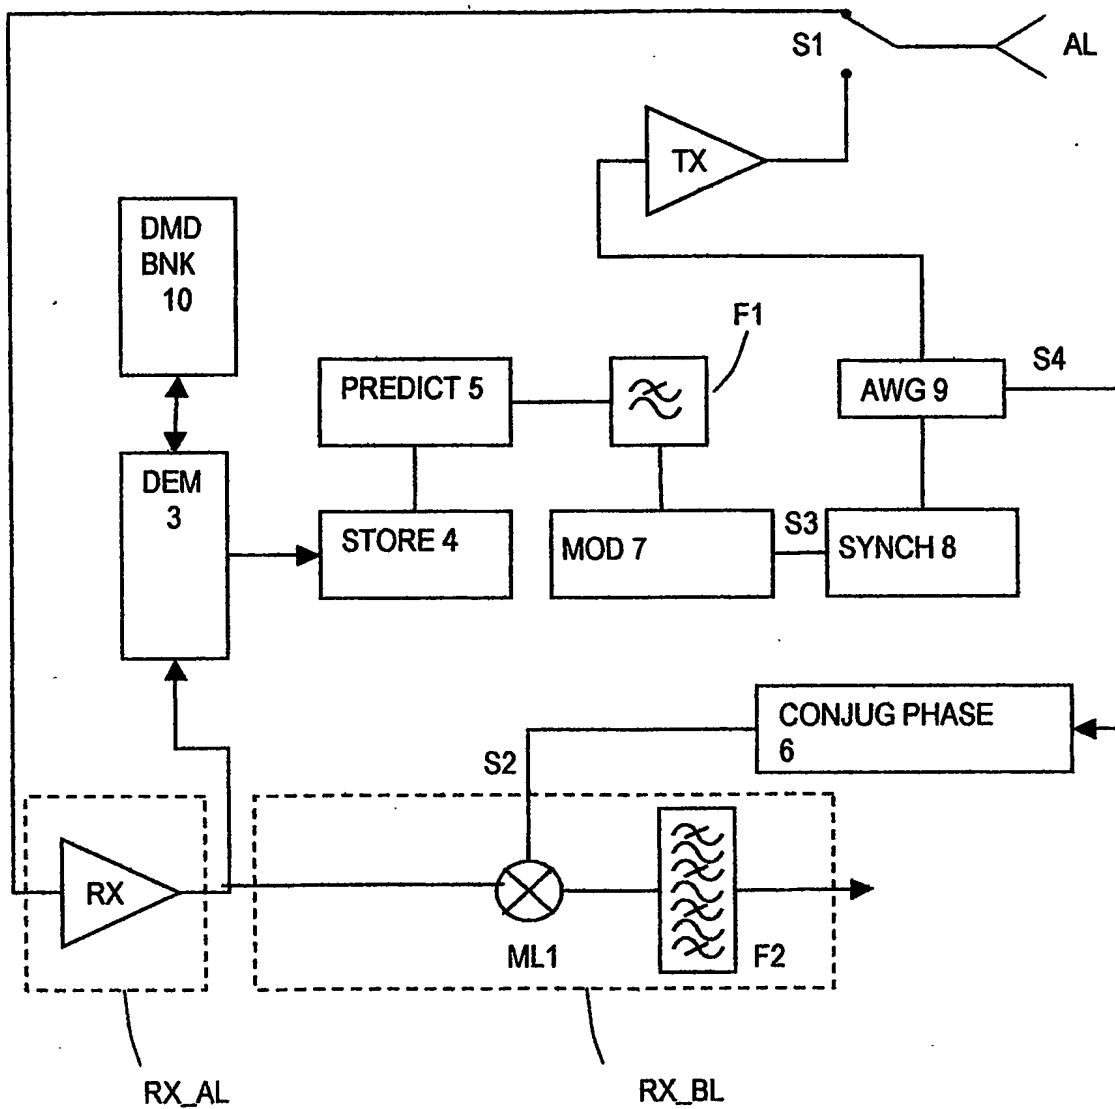 S1
AL
TX
DMD
BNK
10
F1
PREDICT 5
S4
AWG 9
DEM
3
STORE 4
MOD 7
S3
SYNCH 8
CONJUG PHASE
6
S2
RX
ML1
F2
RX_AL
RX_BL